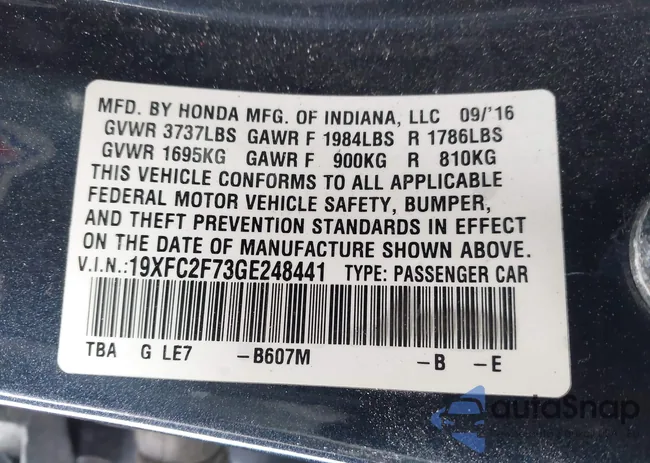 MFD. BY HONDA MFG. OF INDIANA, LLC 09/'16
GVWR 3737LBS GAWR F 1984LBS R 1786LBS
GVWR 1695KG GAWR F 900KG R 810KG
THIS VEHICLE CONFORMS TO ALL APPLICABLE
FEDERAL MOTOR VEHICLE SAFETY, BUMPER,
AND THEFT PREVENTION STANDARDS IN EFFECT
ON THE DATE OF MANUFACTURE SHOWN ABOVE.
V.I.N.:19XFC2F73GE248441 TYPE: PASSENGER CAR
TBA G LE7 -B607M -B -E
autoSnap